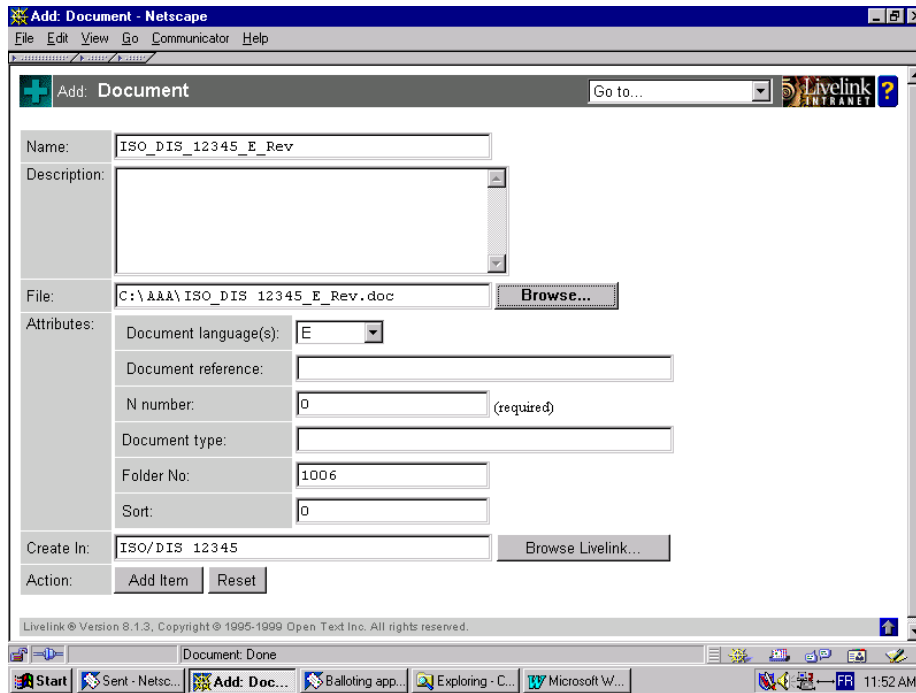 Add: Document - Netscape
File Edit View Go Communicator Help
Add: Document
Go to...
Livelink
INTRANET
?
Name: ISO_DIS_12345_E_Rev
Description:
File: C:\AAA\ISO_DIS 12345_E_Rev.doc Browse...
Attributes:
Document language(s): E
Document reference:
N number: 0 (required)
Document type:
Folder No: 1006
Sort: 0
Create In: ISO/DIS 12345 Browse Livelink...
Action: Add Item Reset
Livelink ® Version 8.1.3, Copyright © 1995-1999 Open Text Inc. All rights reserved.
Document: Done
Start Sent - Netsc... Add: Doc... Balloting app... Exploring - C... Microsoft W... FR 11:52 AM